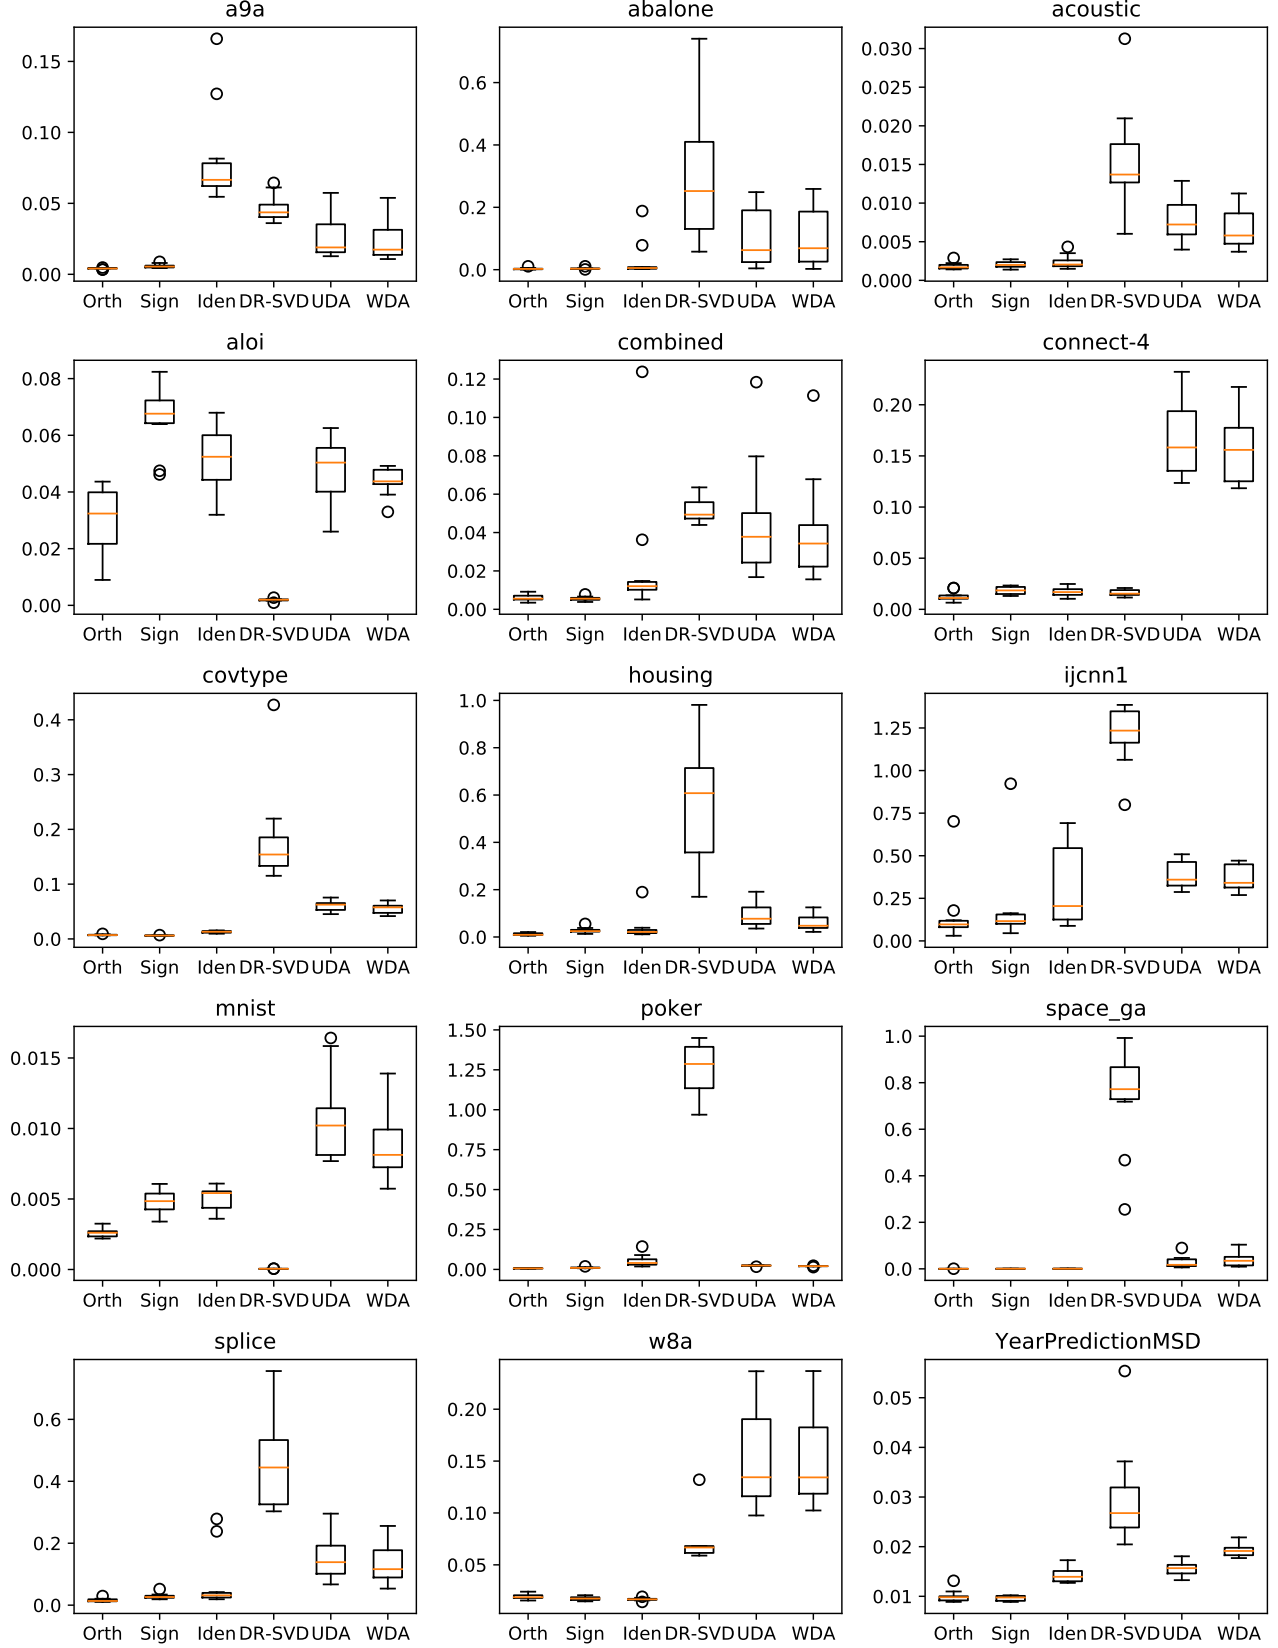 a9a
abalone
acoustic
0.15
0.10
0.05
0.00
Orth Sign Iden DR-SVD UDA WDA
0.6
0.4
0.2
0.0
Orth Sign Iden DR-SVD UDA WDA
0.030
0.025
0.020
0.015
0.010
0.005
0.000
Orth Sign Iden DR-SVD UDA WDA
aloi
combined
connect-4
0.08
0.06
0.04
0.02
0.00
Orth Sign Iden DR-SVD UDA WDA
0.12
0.10
0.08
0.06
0.04
0.02
0.00
Orth Sign Iden DR-SVD UDA WDA
0.20
0.15
0.10
0.05
0.00
Orth Sign Iden DR-SVD UDA WDA
covtype
housing
ijcnn1
0.4
0.3
0.2
0.1
0.0
Orth Sign Iden DR-SVD UDA WDA
1.0
0.8
0.6
0.4
0.2
0.0
Orth Sign Iden DR-SVD UDA WDA
1.25
1.00
0.75
0.50
0.25
0.00
Orth Sign Iden DR-SVD UDA WDA
mnist
poker
space_ga
0.015
0.010
0.005
0.000
Orth Sign Iden DR-SVD UDA WDA
1.50
1.25
1.00
0.75
0.50
0.25
0.00
Orth Sign Iden DR-SVD UDA WDA
1.0
0.8
0.6
0.4
0.2
0.0
Orth Sign Iden DR-SVD UDA WDA
splice
w8a
YearPredictionMSD
0.6
0.4
0.2
0.0
Orth Sign Iden DR-SVD UDA WDA
0.20
0.15
0.10
0.05
Orth Sign Iden DR-SVD UDA WDA
0.05
0.04
0.03
0.02
0.01
Orth Sign Iden DR-SVD UDA WDA